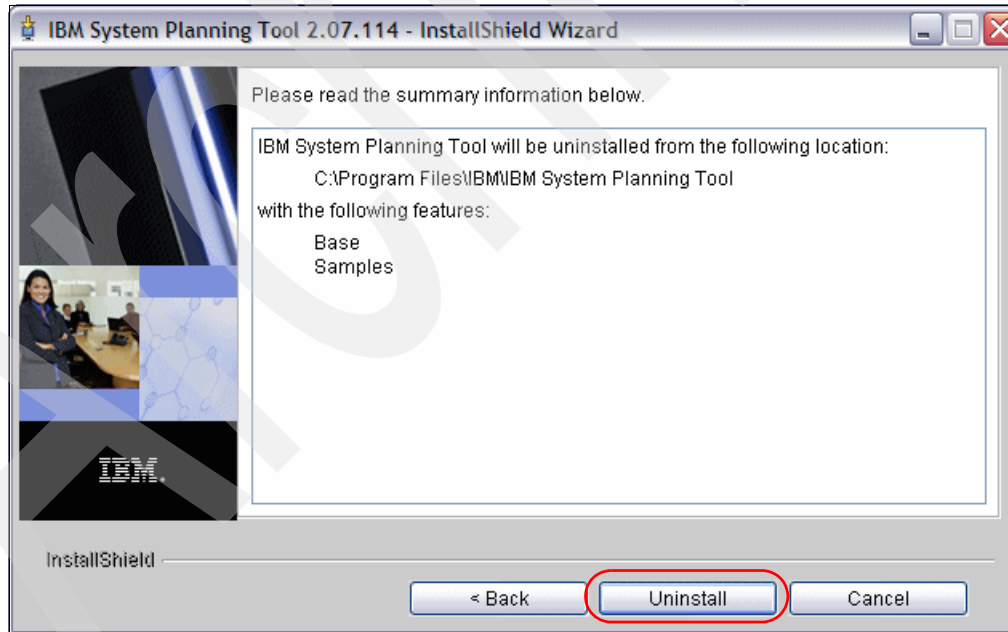 IBM System Planning Tool 2.07.114 - InstallShield Wizard
Please read the summary information below.
IBM System Planning Tool will be uninstalled from the following location:
C:\Program Files\IBM\IBM System Planning Tool
with the following features:
Base
Samples
IBM.
InstallShield
< Back
Uninstall
Cancel